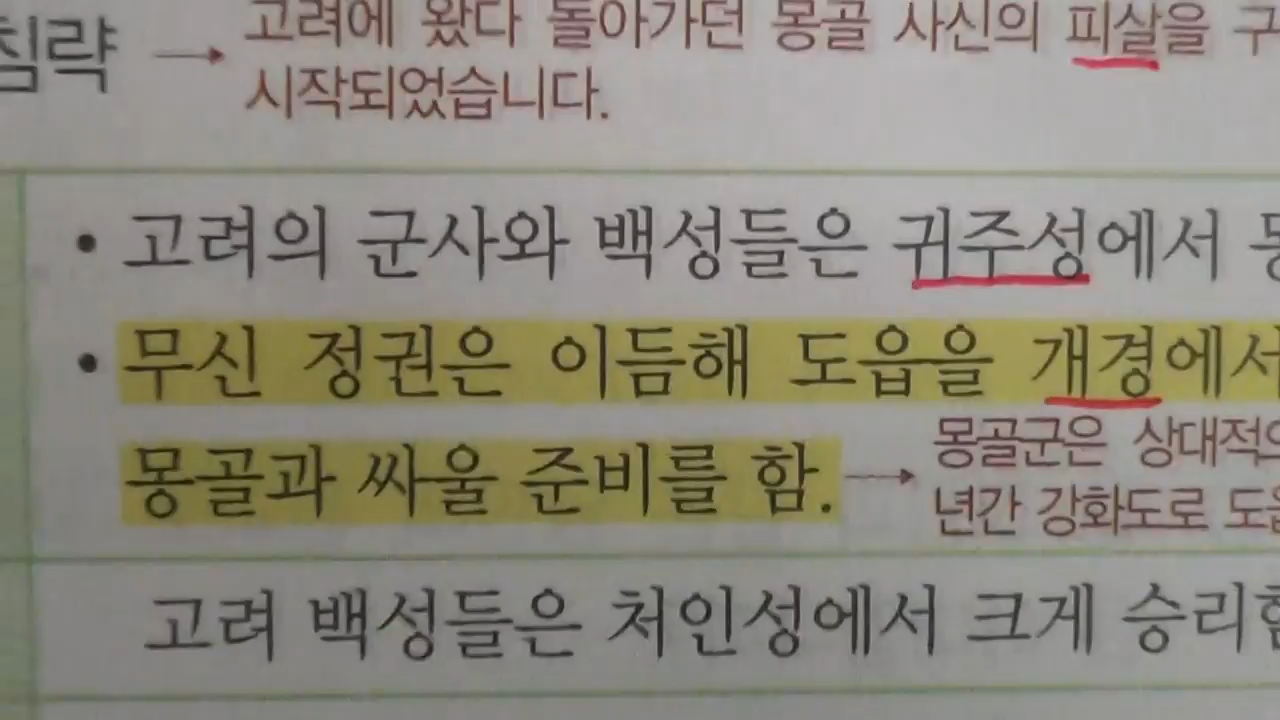 침략 → 고려에 왔다 돌아가던 몽골 사신의 피살을 구
시작되었습니다.
• 고려의 군사와 백성들은 귀주성에서
• 무신 정권은 이듬해 도읍을 개경에서
몽골과 싸울 준비를 함. → 몽골군은 상대적으
년간 강화도로 도읍
고려 백성들은 처인성에서 크게 승리함